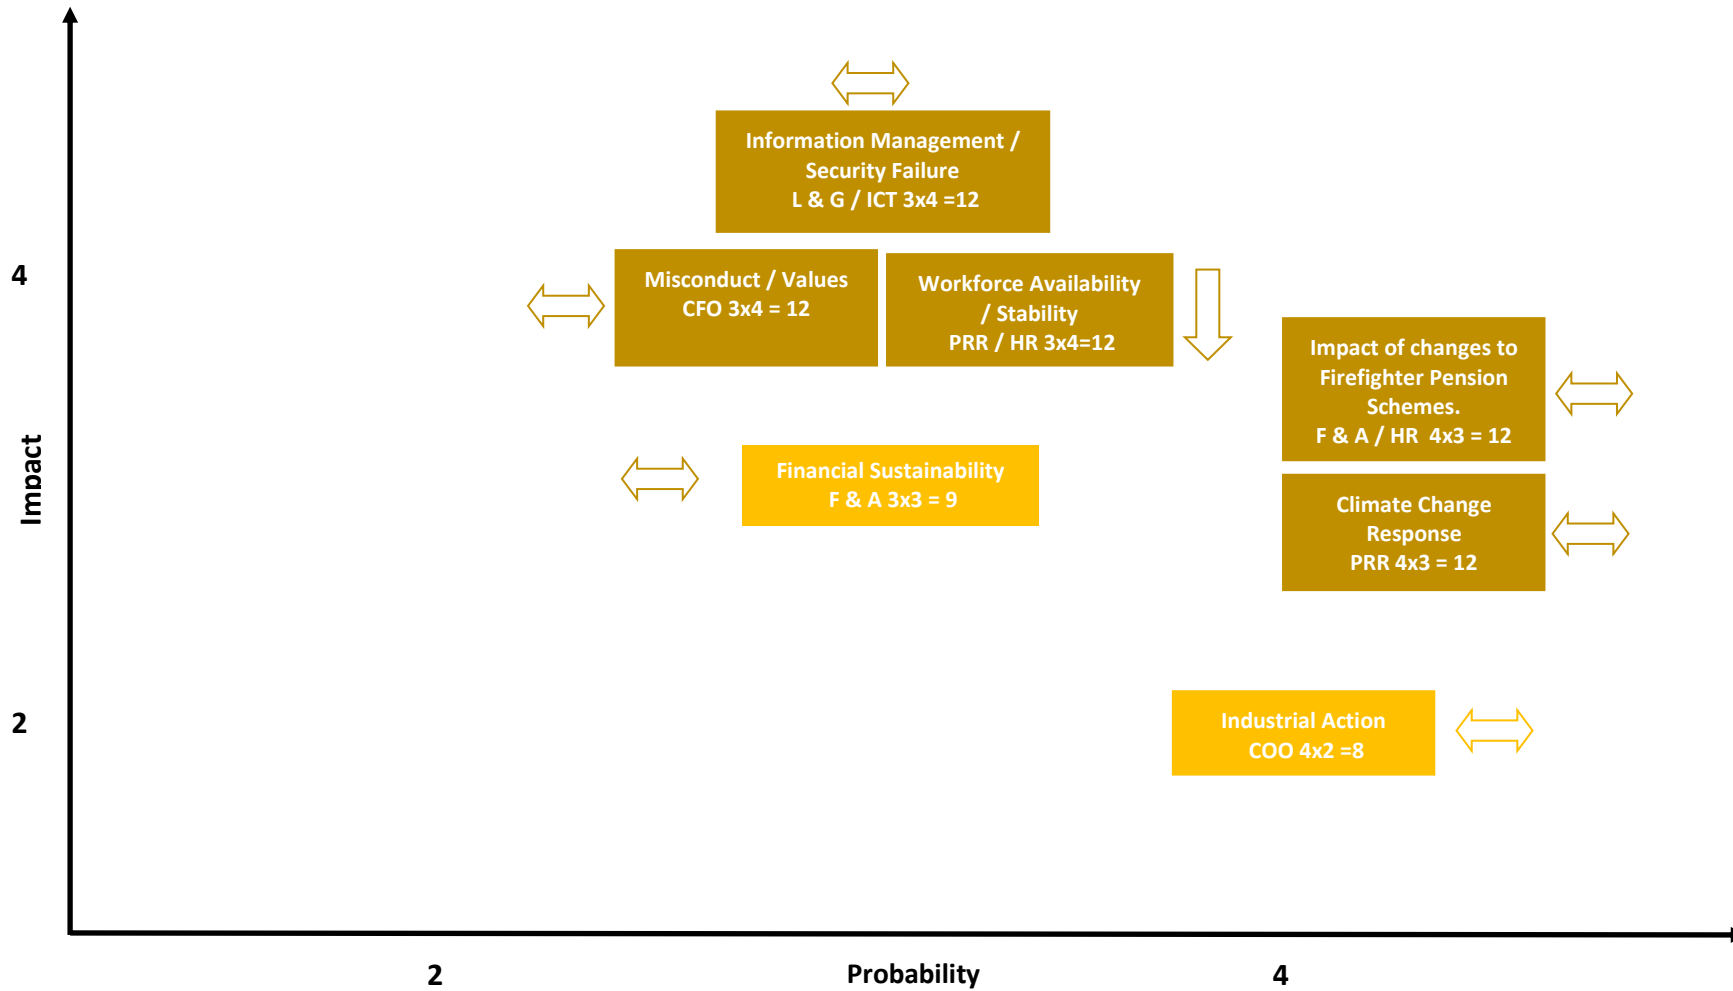 Information Management /
Security Failure
L & G / ICT 3x4 =12
4
Misconduct / Values
CFO 3x4 = 12
Workforce Availability
/ Stability
PRR / HR 3x4=12
Impact of changes to
Firefighter Pension
Schemes.
F & A / HR 4x3 = 12
Impact
Financial Sustainability
F & A 3x3 = 9
Climate Change
Response
PRR 4x3 = 12
2
Industrial Action
COO 4x2 =8
2
Probability
4